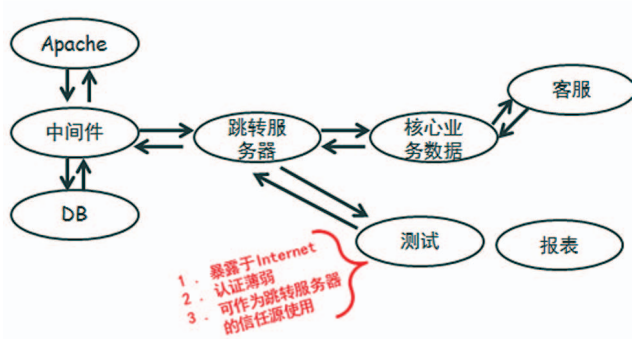 Apache
中间件
DB
跳转服
务器
核心业
务数据
客服
测试
报表
1. 暴露于Internet
2. 认证薄弱
3. 可作为跳转服务器
的信任源使用